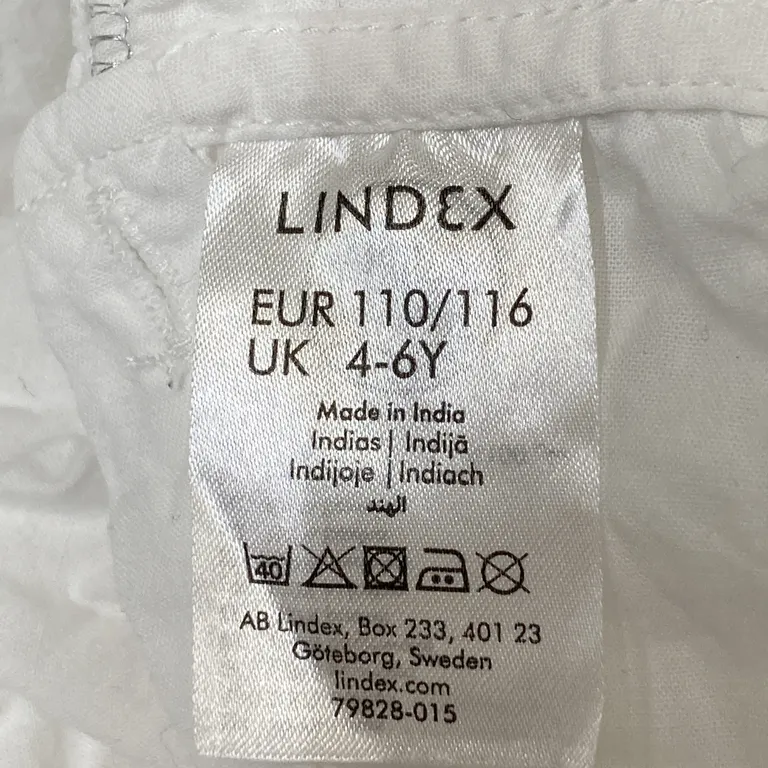 LINDEX
EUR 110/116
UK 4-6Y
Made in India
Indias | Indijā
Indijoje | Indiach
الهند
40
AB Lindex, Box 233, 401 23
Göteborg, Sweden
lindex.com
79828-015